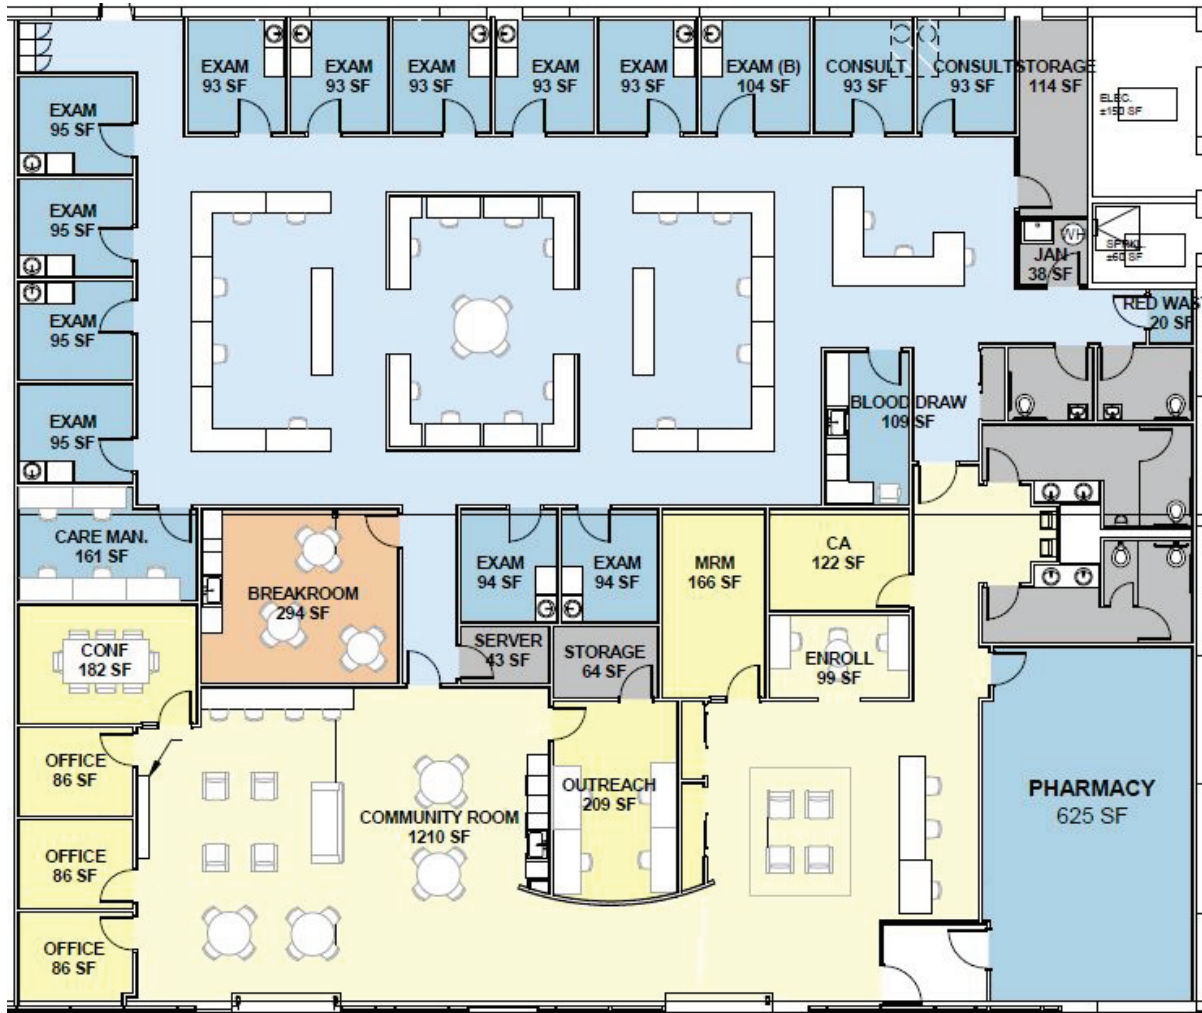 EXAM
93 SF
EXAM
93 SF
EXAM
93 SF
EXAM
93 SF
EXAM
93 SF
EXAM (B)
104 SF
CONSULT
93 SF
CONSULT
93 SF
STORAGE
114 SF
ELEC.
±150 SF
EXAM
95 SF
EXAM
95 SF
EXAM
95 SF
EXAM
95 SF
WH
JAN
38 SF
SPRKL.
±60 SF
RED WAS
20 SF
BLOOD DRAW
109 SF
CARE MAN.
161 SF
BREAKROOM
294 SF
EXAM
94 SF
EXAM
94 SF
MRM
166 SF
CA
122 SF
CONF
182 SF
SERVER
43 SF
STORAGE
64 SF
ENROLL
99 SF
OFFICE
86 SF
OFFICE
86 SF
OFFICE
86 SF
COMMUNITY ROOM
1210 SF
OUTREACH
209 SF
PHARMACY
625 SF